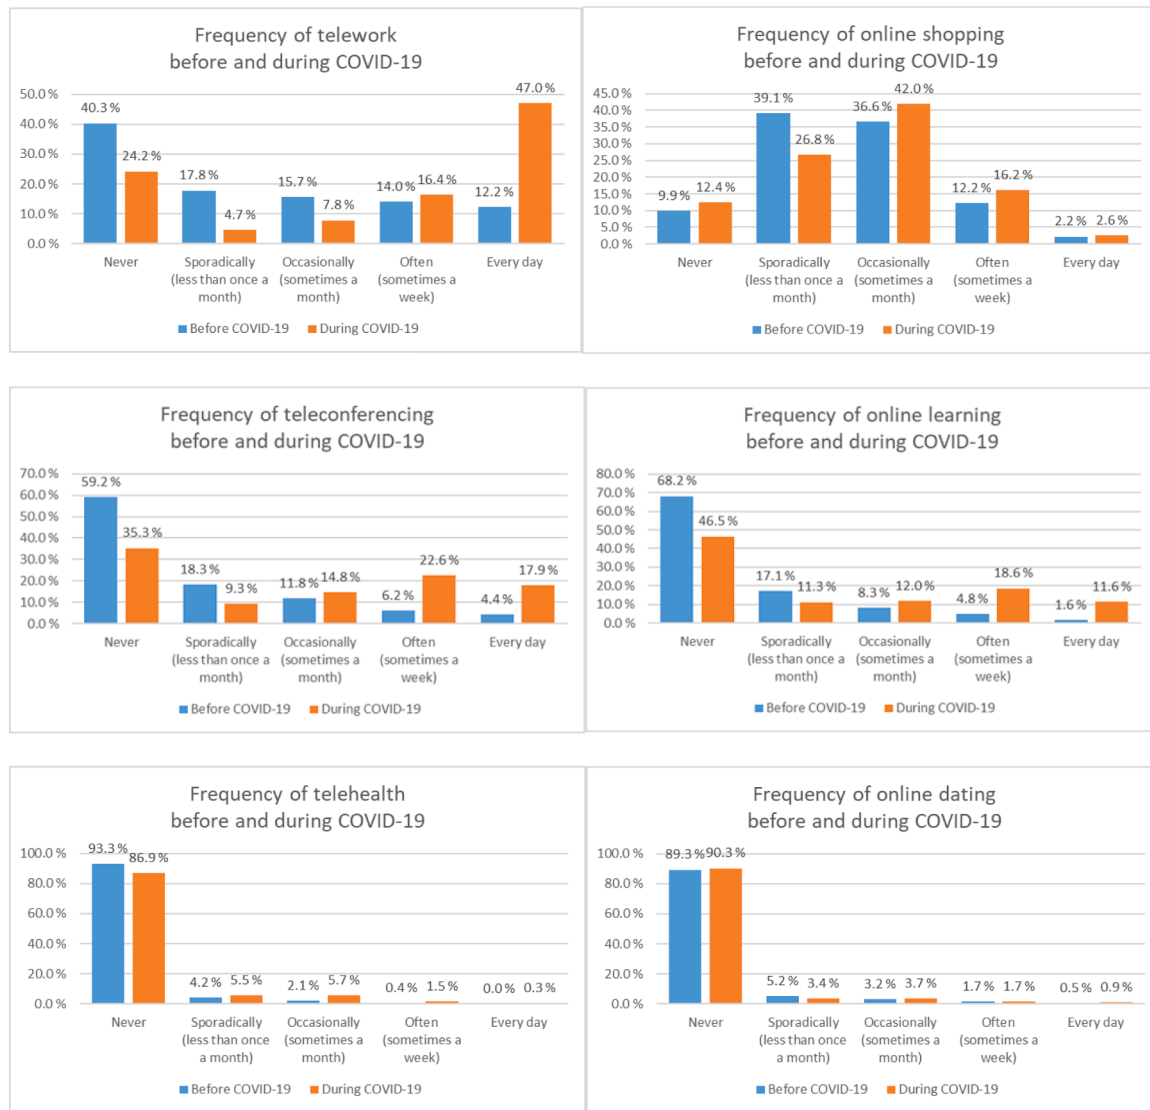 Frequency of telework
before and during COVID-19
50.0 %
40.0 %
30.0 %
20.0 %
10.0 %
0.0 %
40.3 %
24.2 %
17.8 %
4.7 %
15.7 %
7.8 %
14.0 %
16.4 %
12.2 %
47.0 %
Never
Sporadically
(less than once a
month)
Occasionally
(sometimes a
month)
Often
(sometimes a
week)
Every day
Before COVID-19
During COVID-19
Frequency of online shopping
before and during COVID-19
45.0 %
40.0 %
35.0 %
30.0 %
25.0 %
20.0 %
15.0 %
10.0 %
5.0 %
0.0 %
9.9 %
12.4 %
39.1 %
26.8 %
36.6 %
42.0 %
12.2 %
16.2 %
2.2 %
2.6 %
Never
Sporadically
(less than once a
month)
Occasionally
(sometimes a
month)
Often
(sometimes a
week)
Every day
Before COVID-19
During COVID-19
Frequency of teleconferencing
before and during COVID-19
70.0 %
60.0 %
50.0 %
40.0 %
30.0 %
20.0 %
10.0 %
0.0 %
59.2 %
35.3 %
18.3 %
9.3 %
11.8 %
14.8 %
6.2 %
22.6 %
4.4 %
17.9 %
Never
Sporadically
(less than once a
month)
Occasionally
(sometimes a
month)
Often
(sometimes a
week)
Every day
Before COVID-19
During COVID-19
Frequency of online learning
before and during COVID-19
80.0 %
70.0 %
60.0 %
50.0 %
40.0 %
30.0 %
20.0 %
10.0 %
0.0 %
68.2 %
46.5 %
17.1 %
11.3 %
8.3 %
12.0 %
4.8 %
18.6 %
1.6 %
11.6 %
Never
Sporadically
(less than once a
month)
Occasionally
(sometimes a
month)
Often
(sometimes a
week)
Every day
Before COVID-19
During COVID-19
Frequency of telehealth
before and during COVID-19
100.0 %
80.0 %
60.0 %
40.0 %
20.0 %
0.0 %
93.3 %
86.9 %
4.2 %
5.5 %
2.1 %
5.7 %
0.4 %
1.5 %
0.0 %
0.3 %
Never
Sporadically
(less than once
a month)
Occasionally
(sometimes a
month)
Often
(sometimes a
week)
Every day
Before COVID-19
During COVID-19
Frequency of online dating
before and during COVID-19
100.0 %
80.0 %
60.0 %
40.0 %
20.0 %
0.0 %
89.3 %
90.3 %
5.2 %
3.4 %
3.2 %
3.7 %
1.7 %
1.7 %
0.5 %
0.9 %
Never
Sporadically
(less than once
a month)
Occasionally
(sometimes a
month)
Often
(sometimes a
week)
Every day
Before COVID-19
During COVID-19